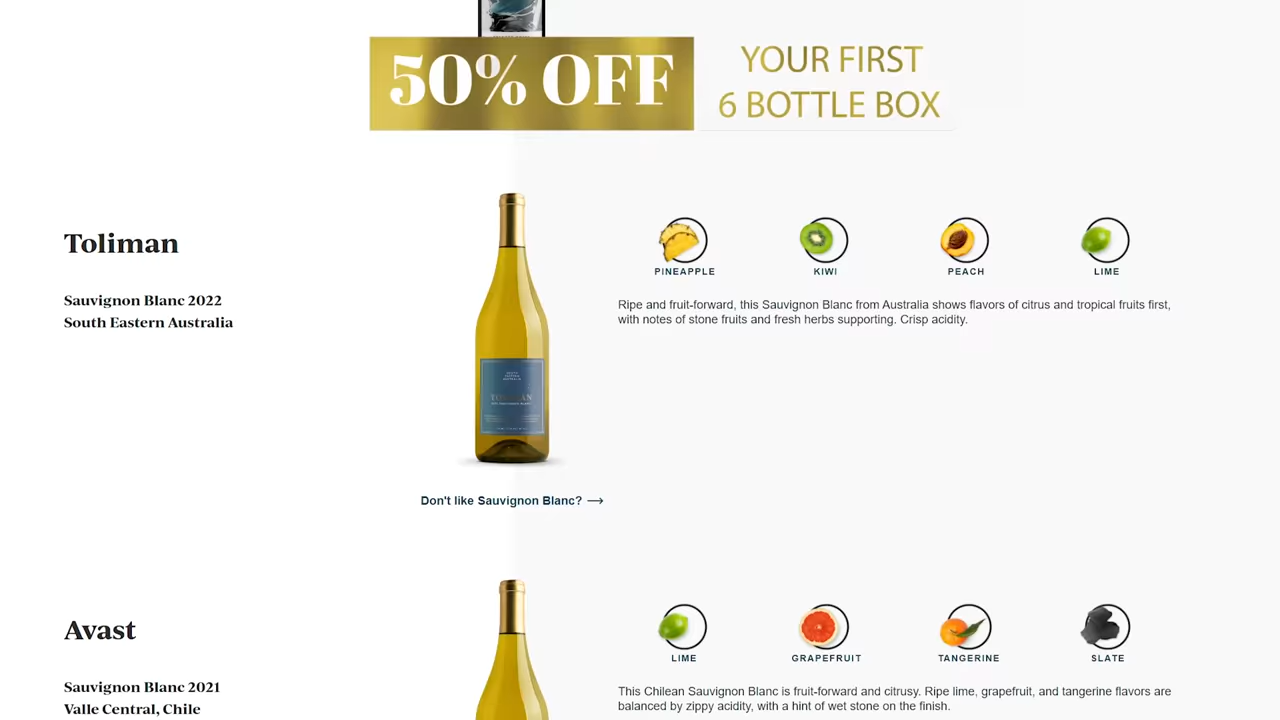 50% OFF
YOUR FIRST
6 BOTTLE BOX
Toliman
Sauvignon Blanc 2022
South Eastern Australia
PINEAPPLE
KIWI
PEACH
LIME
Ripe and fruit-forward, this Sauvignon Blanc from Australia shows flavors of citrus and tropical fruits first,
with notes of stone fruits and fresh herbs supporting. Crisp acidity.
TOLIMAN
Don't like Sauvignon Blanc? →
Avast
Sauvignon Blanc 2021
Valle Central, Chile
LIME
GRAPEFRUIT
TANGERINE
SLATE
This Chilean Sauvignon Blanc is fruit-forward and citrusy. Ripe lime, grapefruit, and tangerine flavors are
balanced by zippy acidity, with a hint of wet stone on the finish.